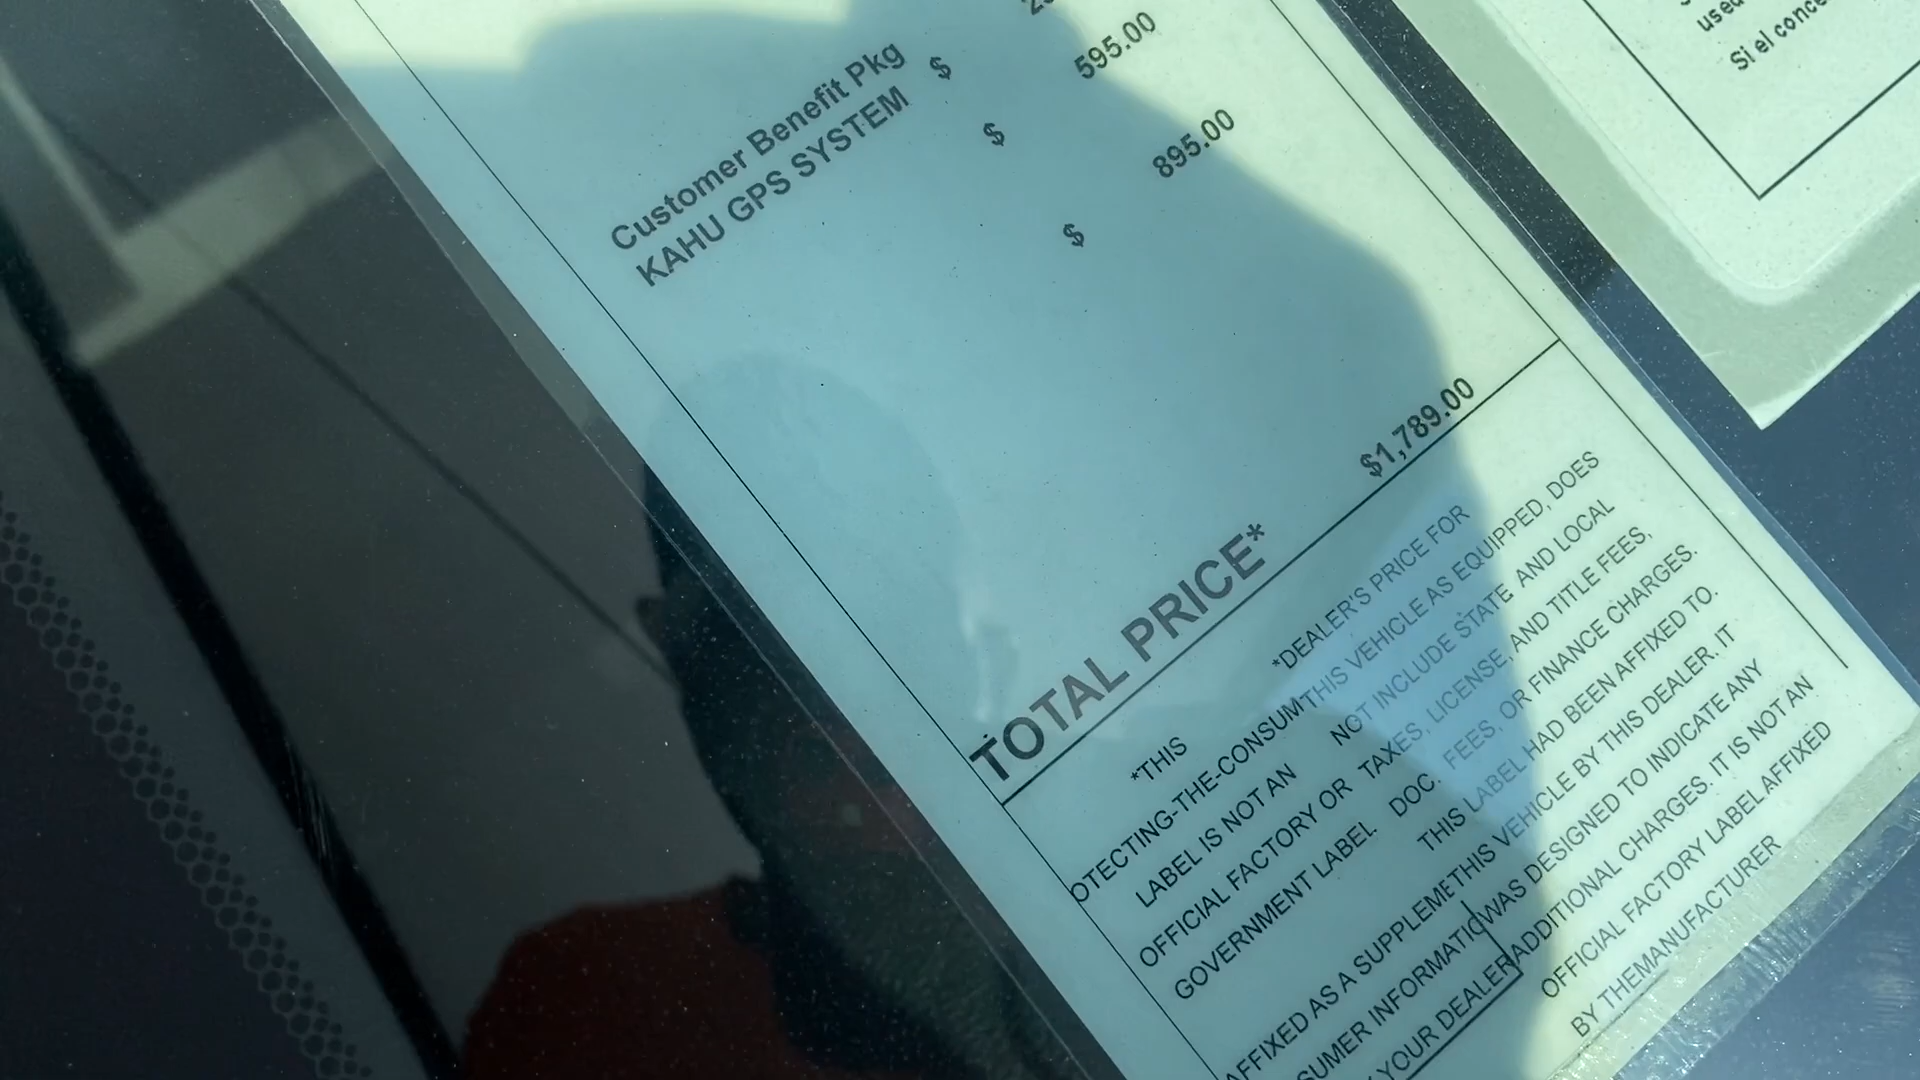 Customer Benefit Pkg $ 595.00
KAHU GPS SYSTEM $ 895.00
$
$1,789.00
TOTAL PRICE*
*THIS
OTECTING-THE-CONSUM
LABEL IS NOT AN
OFFICIAL FACTORY OR
GOVERNMENT LABEL.
AFFIXED AS A SUPPLEME
SUMER INFORMATIO
YOUR DEALER
*DEALER'S PRICE FOR
THIS VEHICLE AS EQUIPPED, DOES
NOT INCLUDE STATE AND LOCAL
TAXES, LICENSE, AND TITLE FEES,
DOC. FEES, OR FINANCE CHARGES.
THIS LABEL HAD BEEN AFFIXED TO.
THIS VEHICLE BY THIS DEALER. IT
WAS DESIGNED TO INDICATE ANY
ADDITIONAL CHARGES. IT IS NOT AN
OFFICIAL FACTORY LABEL AFFIXED
BY THEMANUFACTURER
used
Si el conce